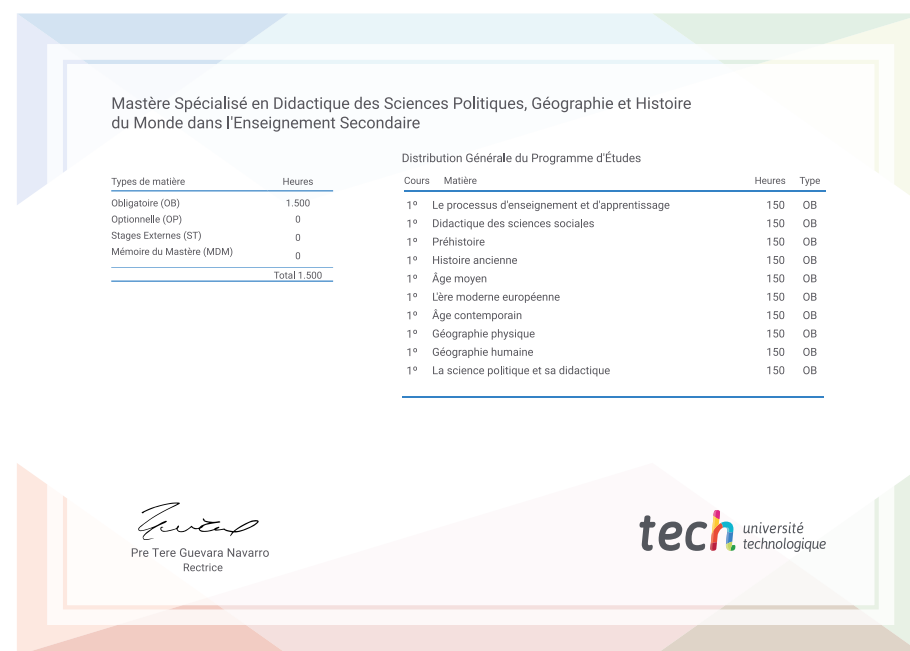 Mastère Spécialisé en Didactique des Sciences Politiques, Géographie et Histoire
du Monde dans l'Enseignement Secondaire
Types de matière Heures
Obligatoire (OB) 1.500
Optionnelle (OP) 0
Stages Externes (ST) 0
Mémoire du Mastère (MDM) 0
Total 1.500
Distribution Générale du Programme d'Études
Cours Matière Heures Type
1º Le processus d'enseignement et d'apprentissage 150 OB
1º Didactique des sciences sociales 150 OB
1º Préhistoire 150 OB
1º Histoire ancienne 150 OB
1º Âge moyen 150 OB
1º L'ère moderne européenne 150 OB
1º Âge contemporain 150 OB
1º Géographie physique 150 OB
1º Géographie humaine 150 OB
1º La science politique et sa didactique 150 OB
Pre Tere Guevara Navarro
Rectrice
tech université
technologique